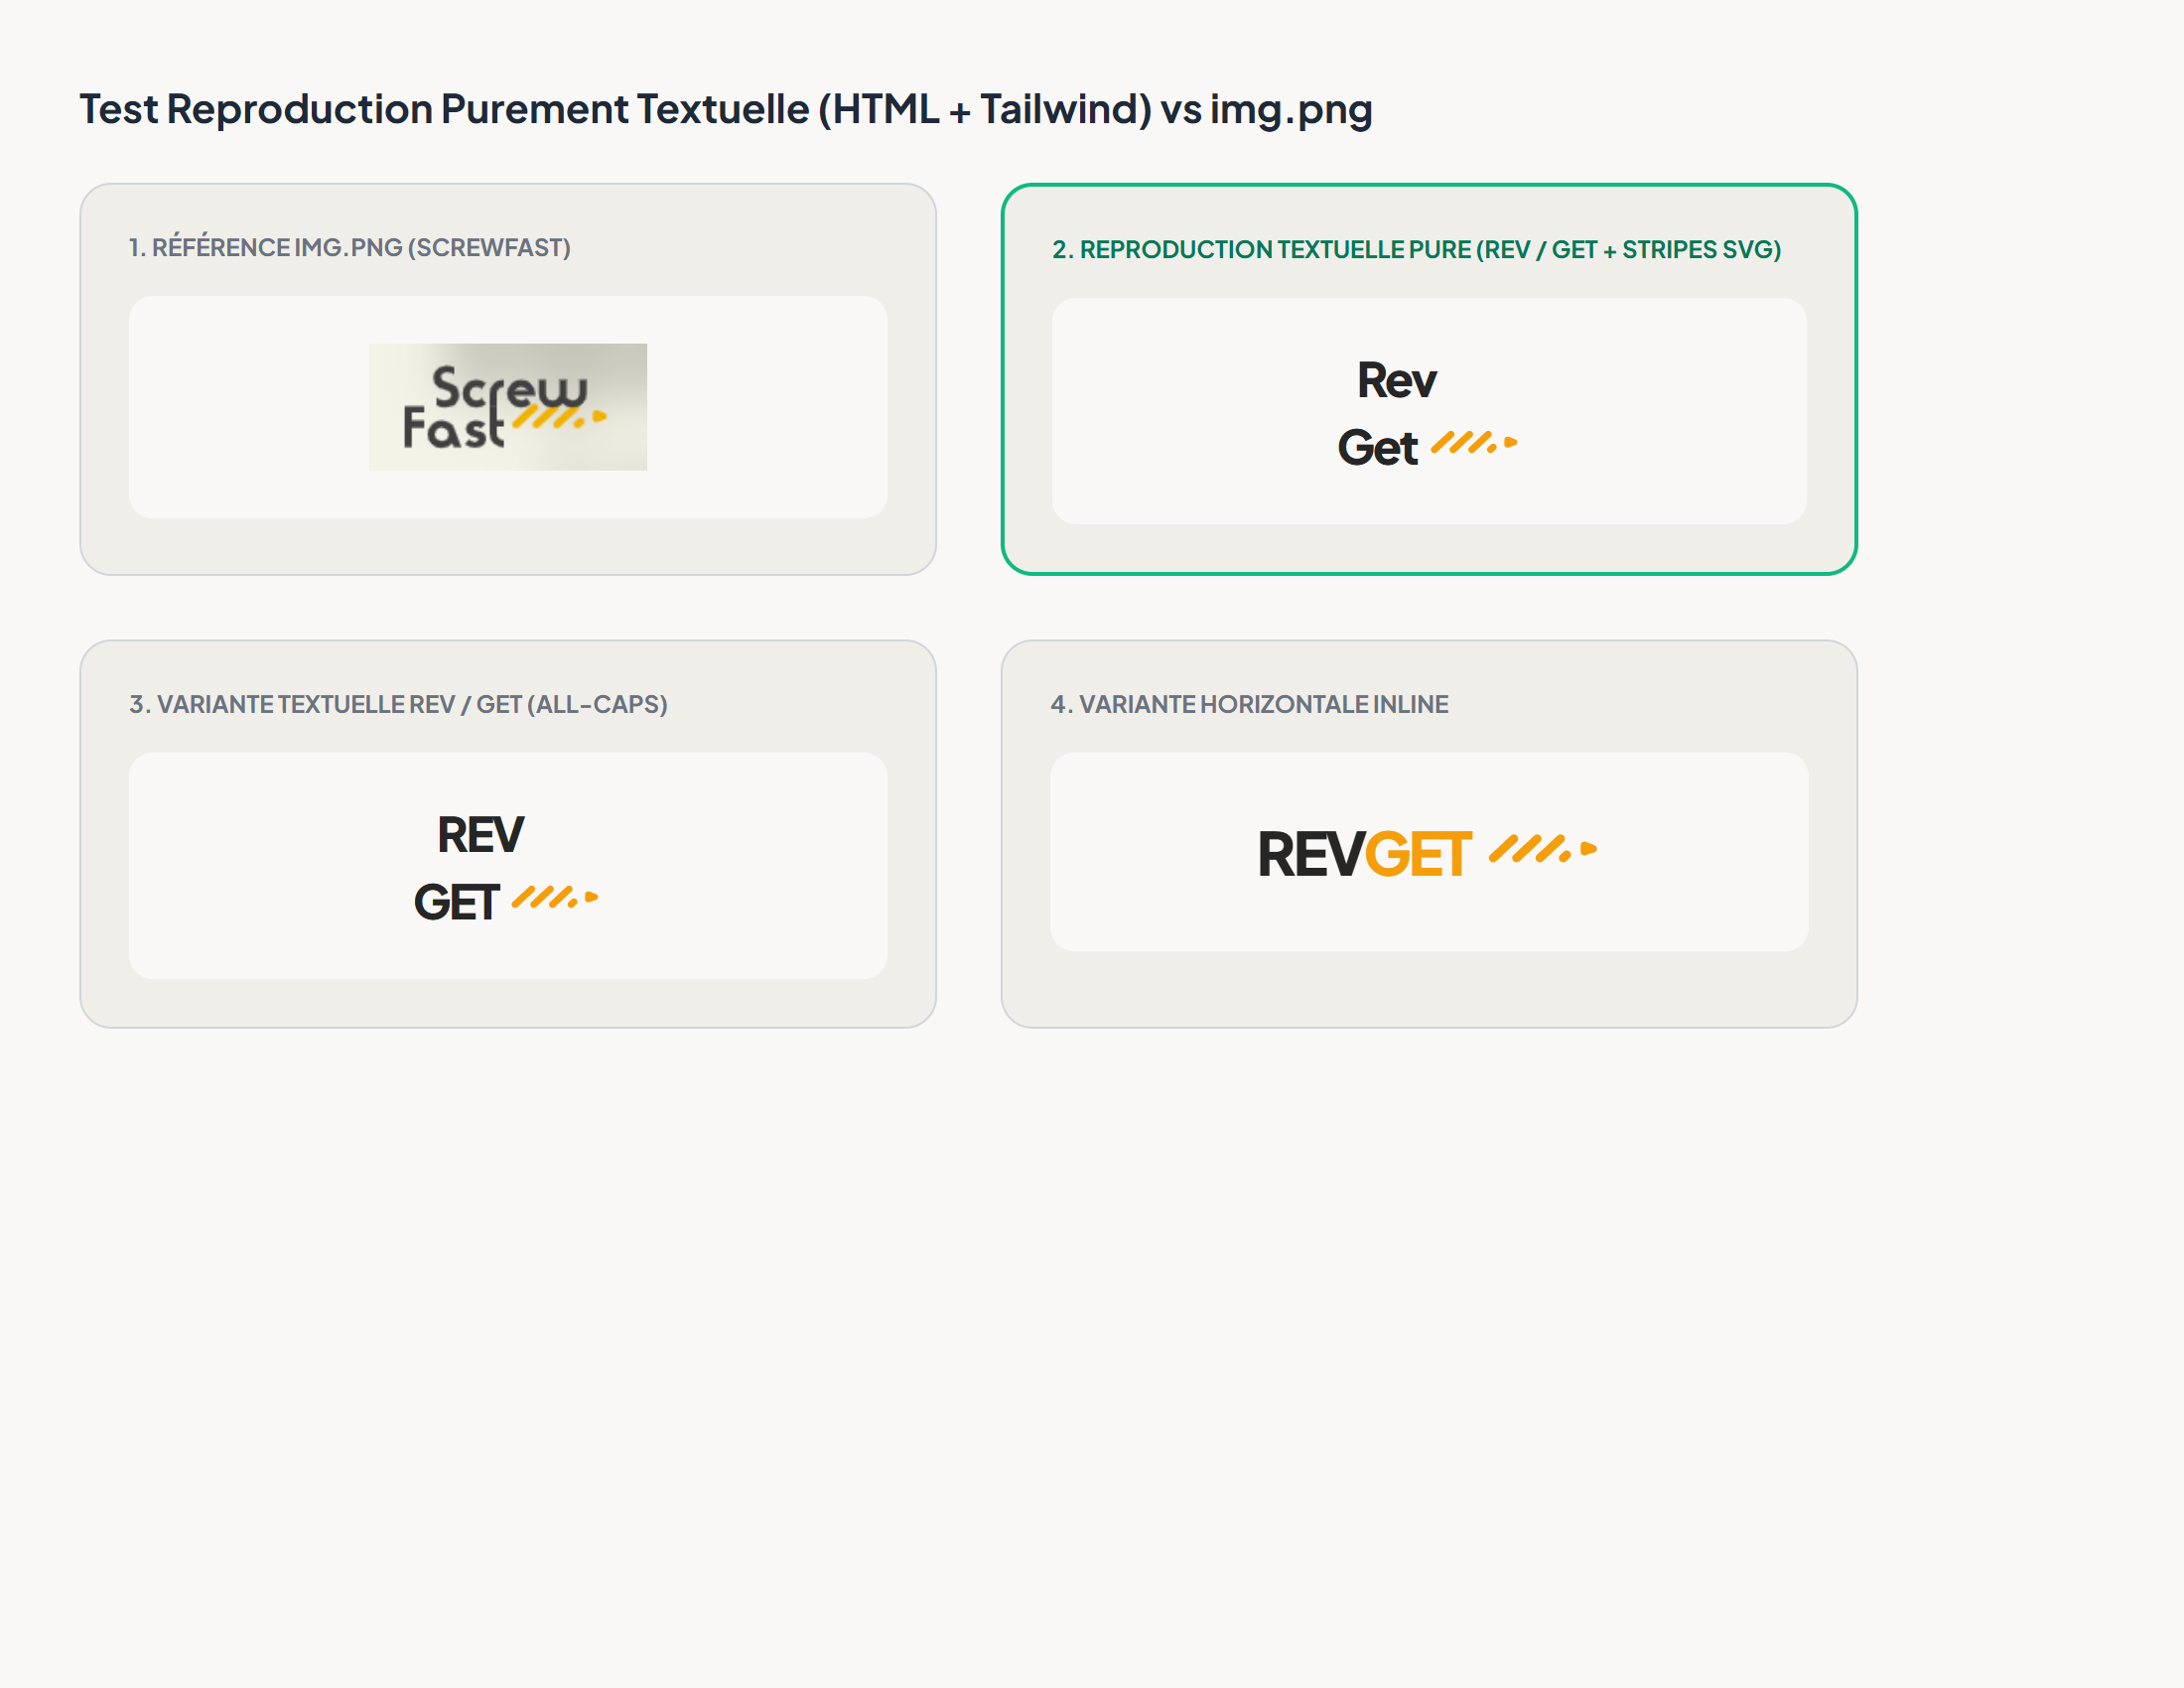 Test Reproduction Purement Textuelle (HTML + Tailwind) vs img.png
1. RÉFÉRENCE IMG.PNG (SCREWFAST)
Screw
Fast
2. REPRODUCTION TEXTUELLE PURE (REV / GET + STRIPES SVG)
Rev
Get
3. VARIANTE TEXTUELLE REV / GET (ALL-CAPS)
REV
GET
4. VARIANTE HORIZONTALE INLINE
REVGET